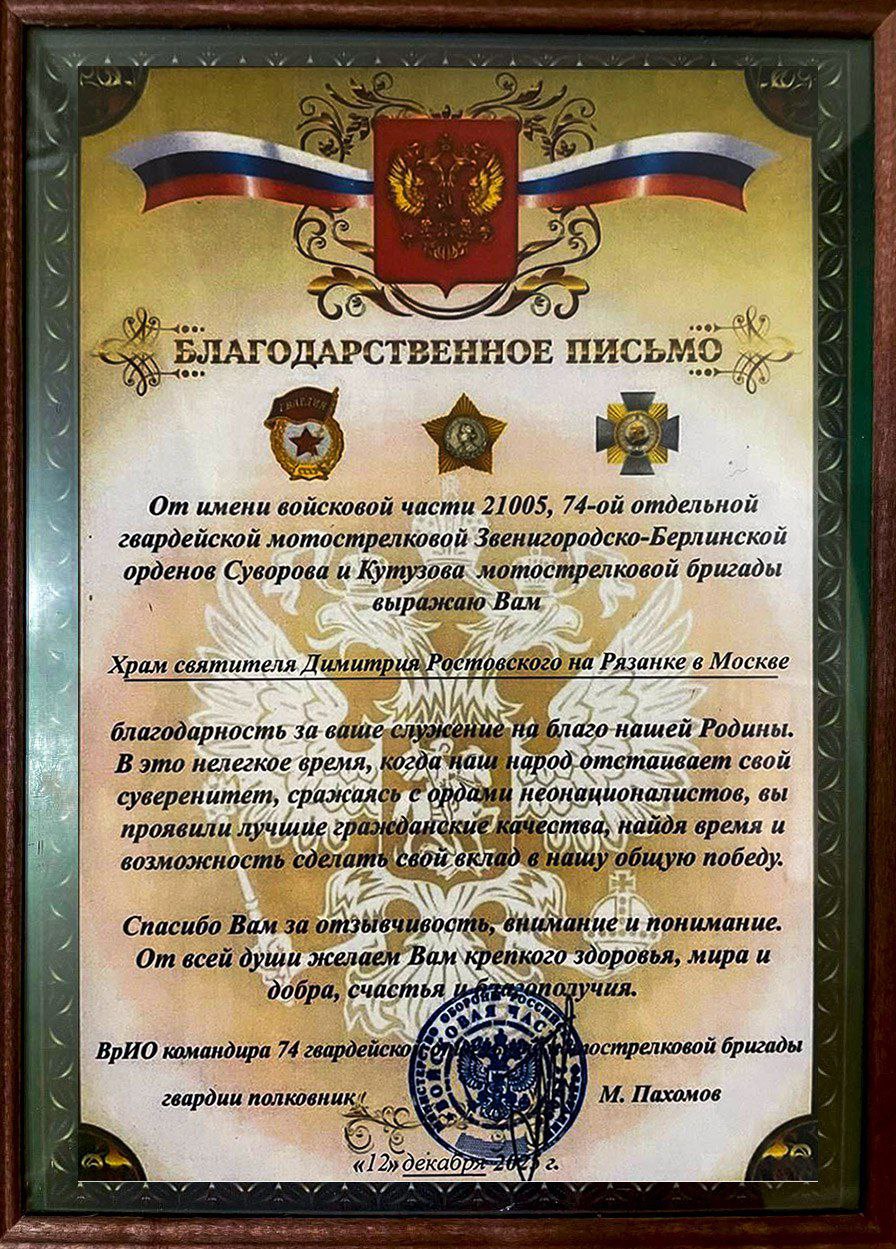 БЛАГОДАРСТВЕННОЕ ПИСЬМО
ГВАРДИЯ
От имени войсковой части 21005, 74-ой отдельной
гвардейской мотострелковой Звенигородско-Берлинской
орденов Суворова и Кутузова мотострелковой бригады
выражаю Вам
Храм святителя Димитрия Ростовского на Рязанке в Москве
благодарность за ваше служение на благо нашей Родины.
В это нелегкое время, когда наш народ отстаивает свой
суверенитет, сражаясь с ордами неонационалистов, вы
проявили лучшие гражданские качества, найдя время и
возможность сделать свой вклад в нашу общую победу.
Спасибо Вам за отзывчивость, внимание и понимание.
От всей души желаем Вам крепкого здоровья, мира и
добра, счастья и благополучия.
ВрИО командира 74 гвардейско мотострелковой бригады
гвардии полковник М. Пахомов
ВОЙСКОВАЯ ЧАСТЬ
«12» декабря г.